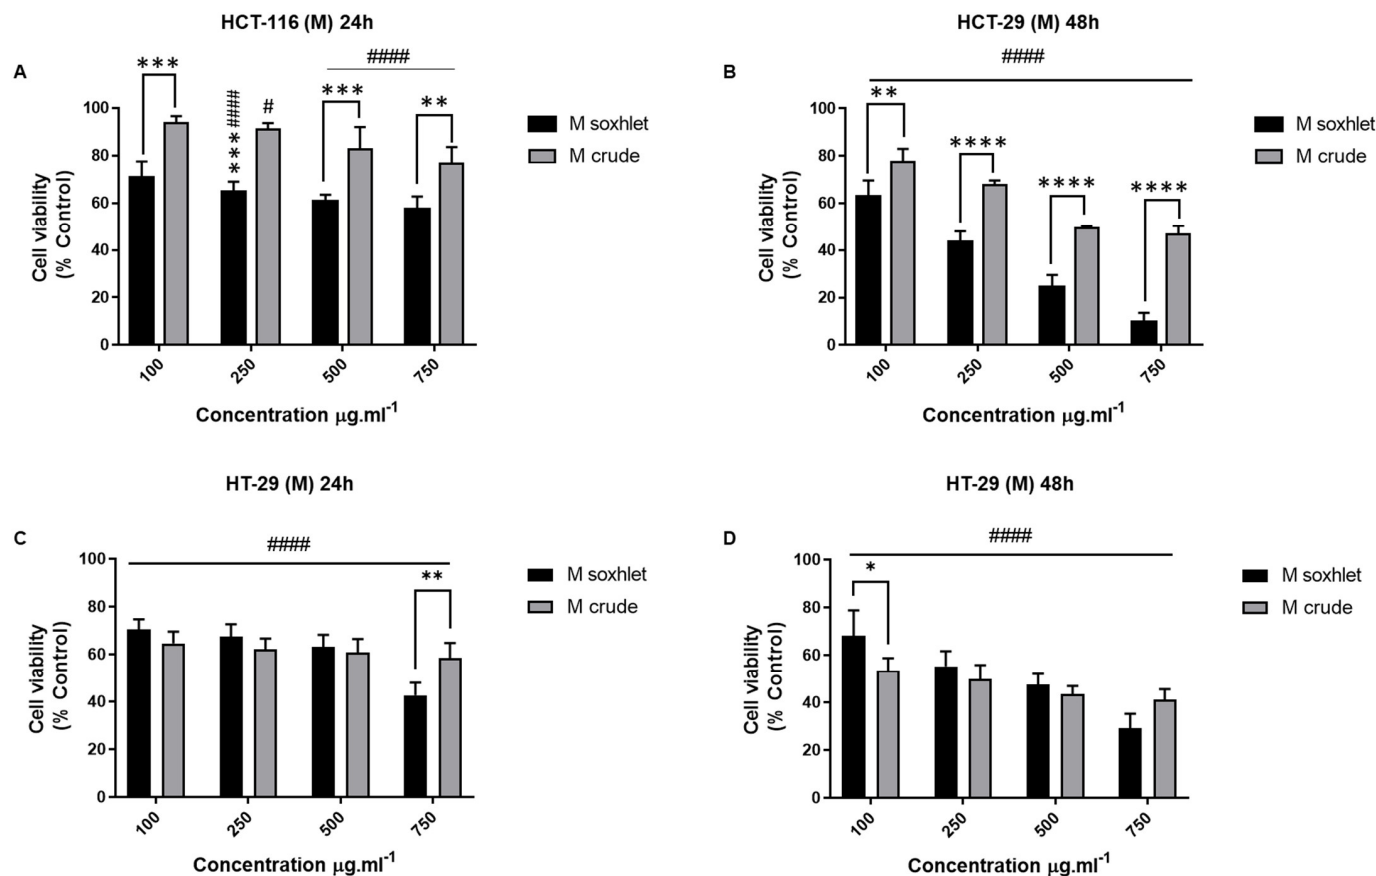 HCT-116 (M) 24h
A
####
***
***
**
***####
#
100
80
60
40
20
0
Cell viability
(% Control)
100
250
500
750
Concentration μg.ml-1
M soxhlet
M crude
HCT-29 (M) 48h
B
####
**
****
****
****
100
80
60
40
20
0
Cell viability
(% Control)
100
250
500
750
Concentration μg.ml-1
M soxhlet
M crude
HT-29 (M) 24h
C
####
**
100
80
60
40
20
0
Cell viability
(% Control)
100
250
500
750
Concentration μg.ml-1
M soxhlet
M crude
HT-29 (M) 48h
D
####
*
100
80
60
40
20
0
Cell viability
(% Control)
100
250
500
750
Concentration μg.ml-1
M soxhlet
M crude